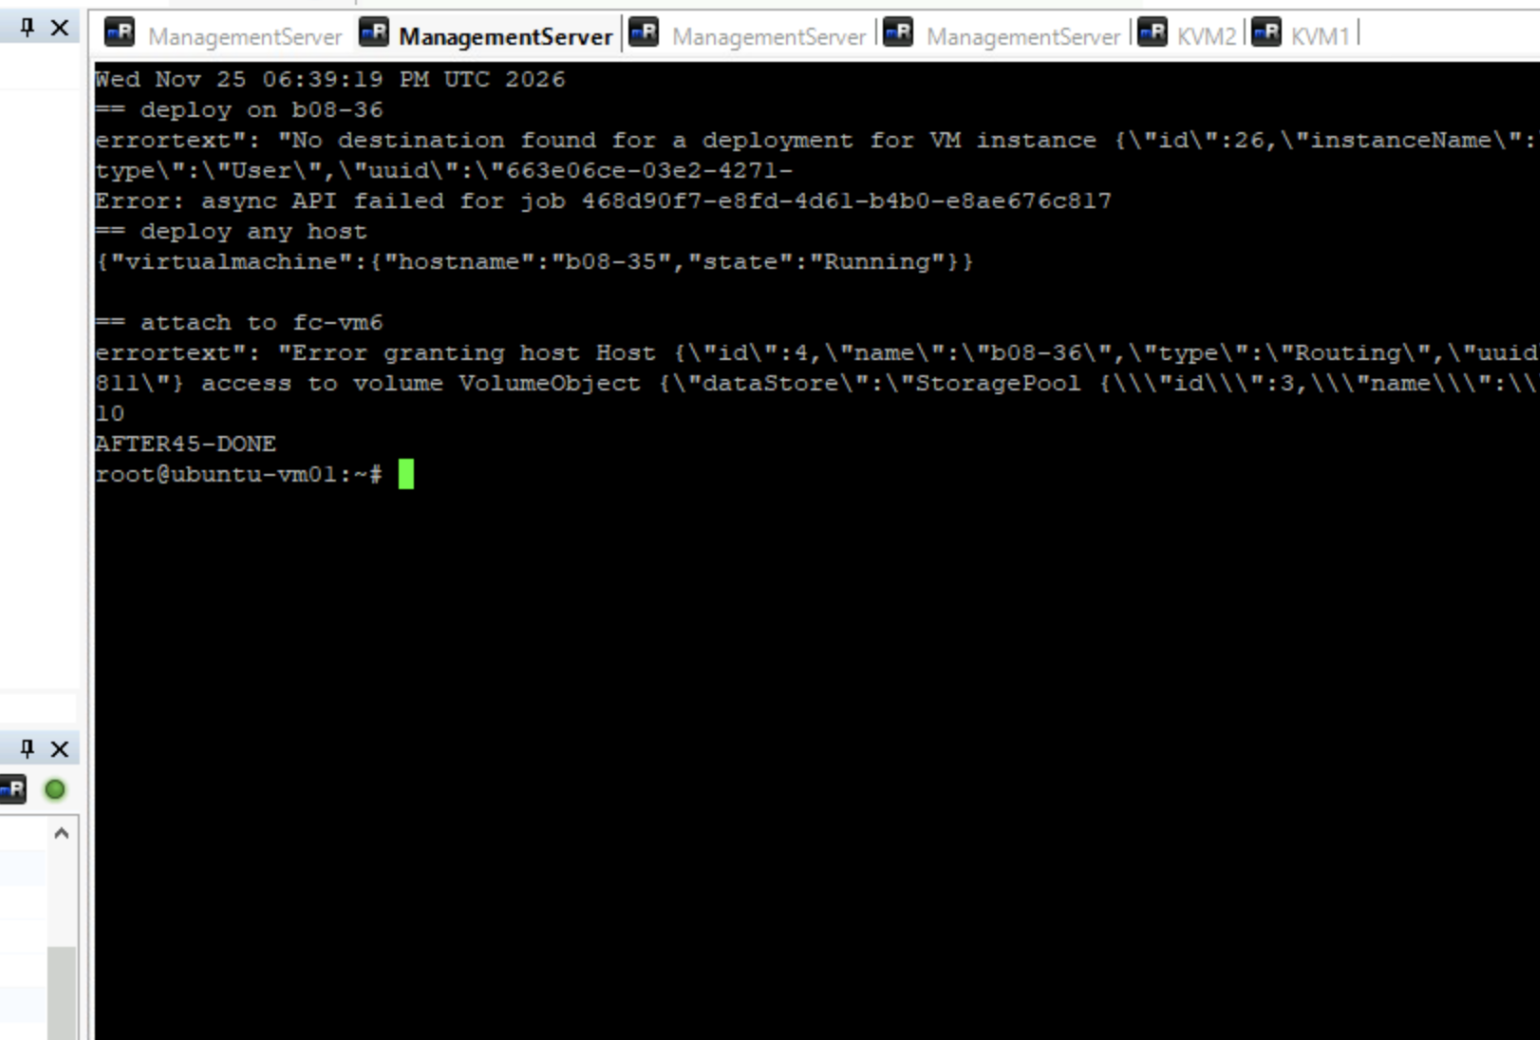 ManagementServer ManagementServer ManagementServer ManagementServer KVM2 KVM1
Wed Nov 25 06:39:19 PM UTC 2026
== deploy on b08-36
errortext": "No destination found for a deployment for VM instance {\"id\":26,\"instanceName\":
type\":\"User\",\"uuid\":\"663e06ce-03e2-4271-
Error: async API failed for job 468d90f7-e8fd-4d61-b4b0-e8ae676c817
== deploy any host
{"virtualmachine":{"hostname":"b08-35","state":"Running"}}
== attach to fc-vm6
errortext": "Error granting host Host {\"id\":4,\"name\":\"b08-36\",\"type\":\"Routing\",\"uuid
811\"} access to volume VolumeObject {\"dataStore\":\"StoragePool {\\\"id\\\":3,\\\"name\\\":\\
10
AFTER45-DONE
root@ubuntu-vm01:~#